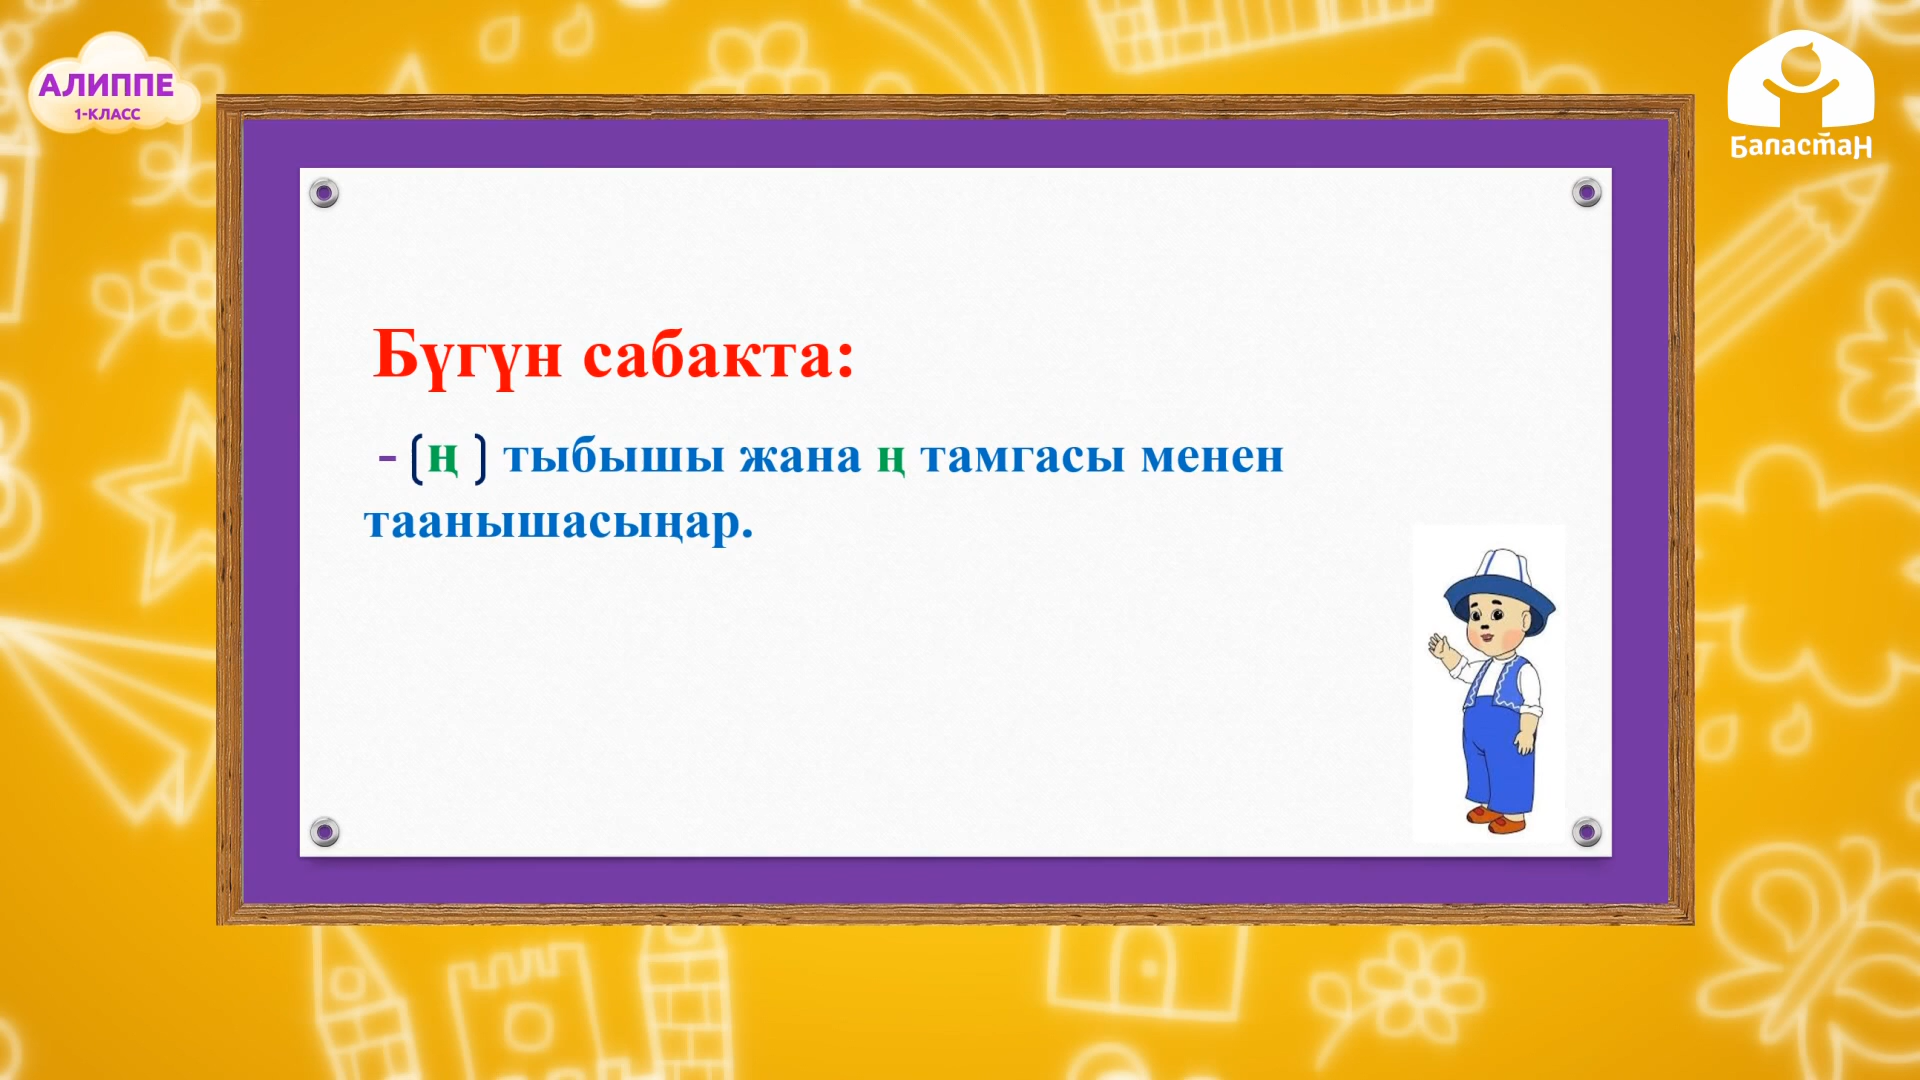 АЛИППЕ
1-КЛАСС
Баластан
Бүгүн сабакта:
- (ң ) тыбышы жана ң тамгасы менен
таанышасыңар.